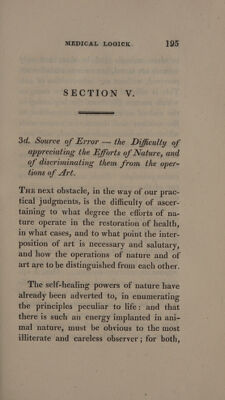 MEDICAL LOGICK 195
SECTION V.
3d. Source of Error — the Difficulty of
appreciating the Efforts of Nature, and
of discriminating them from the oper-
tions of Art.
THE next obstacle, in the way of our prac-
tical judgments, is the difficulty of ascer-
taining to what degree the efforts of na-
ture operate in the restoration of health,
in what cases, and to what point the inter-
position of art is necessary and salutary,
and how the operations of nature and of
art are to be distinguished from each other.
The self-healing powers of nature have
already been adverted to, in enumerating
the principles peculiar to life: and that
there is such an energy implanted in ani-
mal nature, must be obvious to the most
illiterate and careless observer; for both,